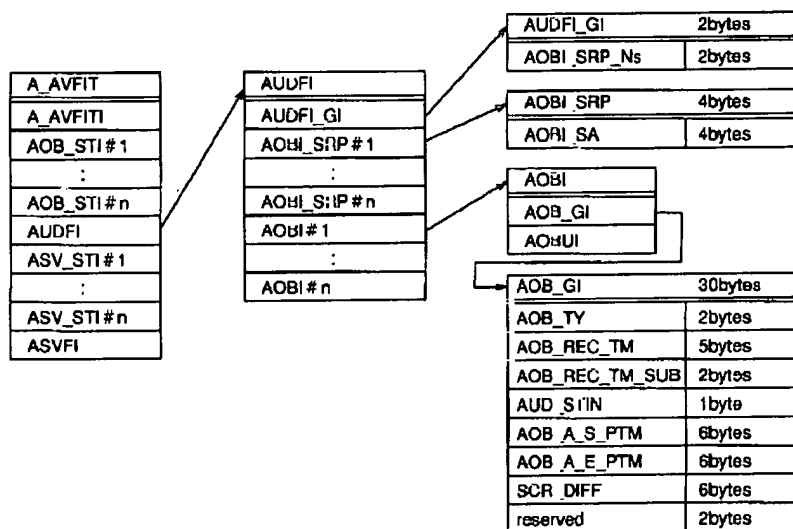 A_AVFIT
A_AVFITI
AOB_STI#1
:
AOB_STI#n
AUDFI
ASV_STI#1
:
ASV_STI#n
ASVFI
AUDFI
AUDFI_GI
AOBI_SRP#1
:
AOBI_SRP#n
AOBI#1
:
AOBI#n
AUDFI_GI 2bytes
AOBI_SRP_Ns 2bytes
AOBI_SRP 4bytes
AOBI_SA 4bytes
AOBI
AOB_GI
AOBUI
AOB_GI 30bytes
AOB_TY 2bytes
AOB_REC_TM 5bytes
AOB_REC_TM_SUB 2bytes
AUD_STIN 1byte
AOB_A_S_PTM 6bytes
AOB_A_E_PTM 6bytes
SCR_DIFF 6bytes
reserved 2bytes